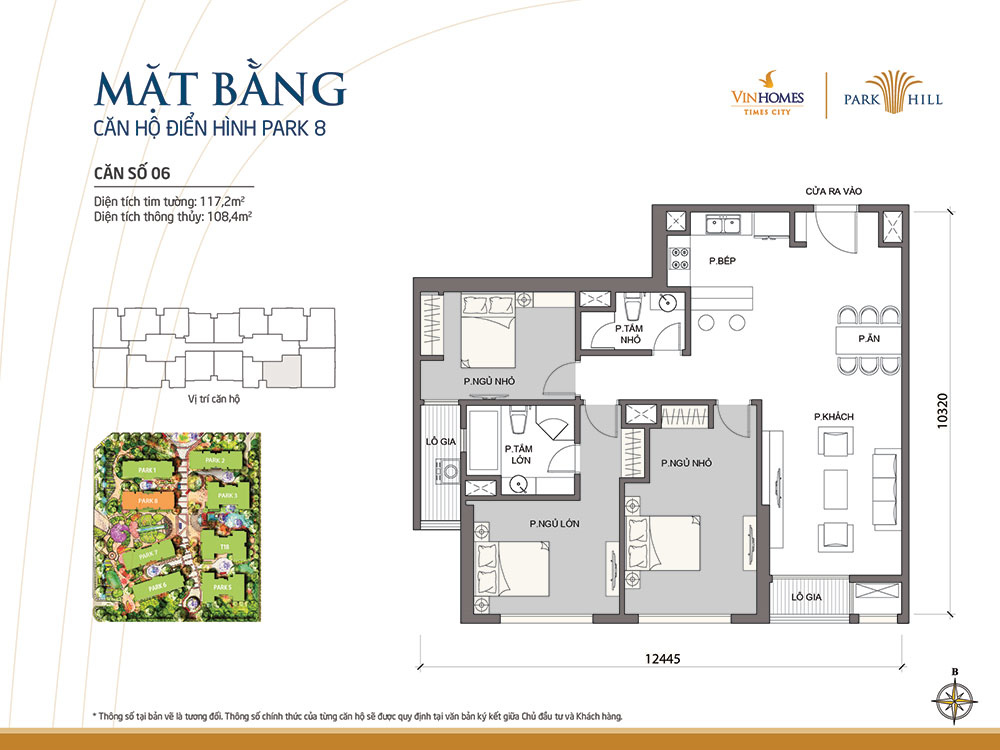 MẶT BẰNG
CĂN HỘ ĐIỂN HÌNH PARK 8
VINHOMES
TIMES CITY
PARK HILL
CĂN SỐ 06
Diện tích tim tường: 117,2m²
Diện tích thông thủy: 108,4m²
CỬA RA VÀO
P.BẾP
P.TẮM
NHỎ
P.ĂN
P.NGỦ NHỎ
Vị trí căn hộ
10320
P.KHÁCH
LÔ GIA
P.TẮM
LỚN
P.NGỦ NHỎ
P.NGỦ LỚN
LÔ GIA
PARK 1
PARK 2
PARK 8
PARK 3
PARK 7
T18
PARK 6
PARK 5
12445
B
* Thông số tại bản vẽ là tương đối. Thông số chính thức của từng căn hộ sẽ được quy định tại văn bản ký kết giữa Chủ đầu tư và Khách hàng.